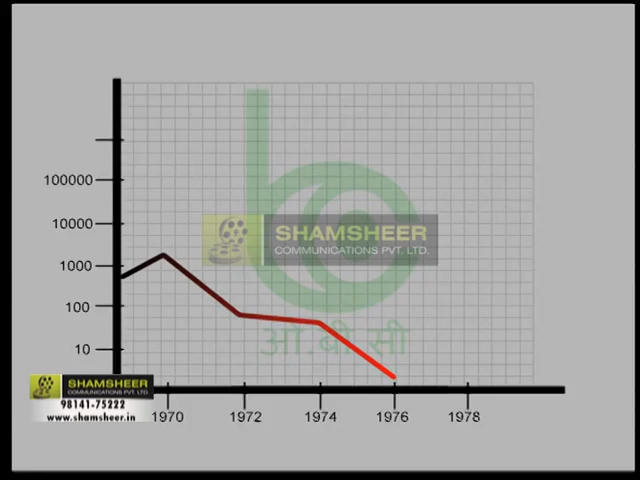 100000
10000
1000
100
10
SHAMSHEER
COMMUNICATIONS PVT. LTD.
ओ.बी.सी
SHAMSHEER
COMMUNICATIONS PVT. LTD.
98141-75222
www.shamsheer.in
1970 1972 1974 1976 1978